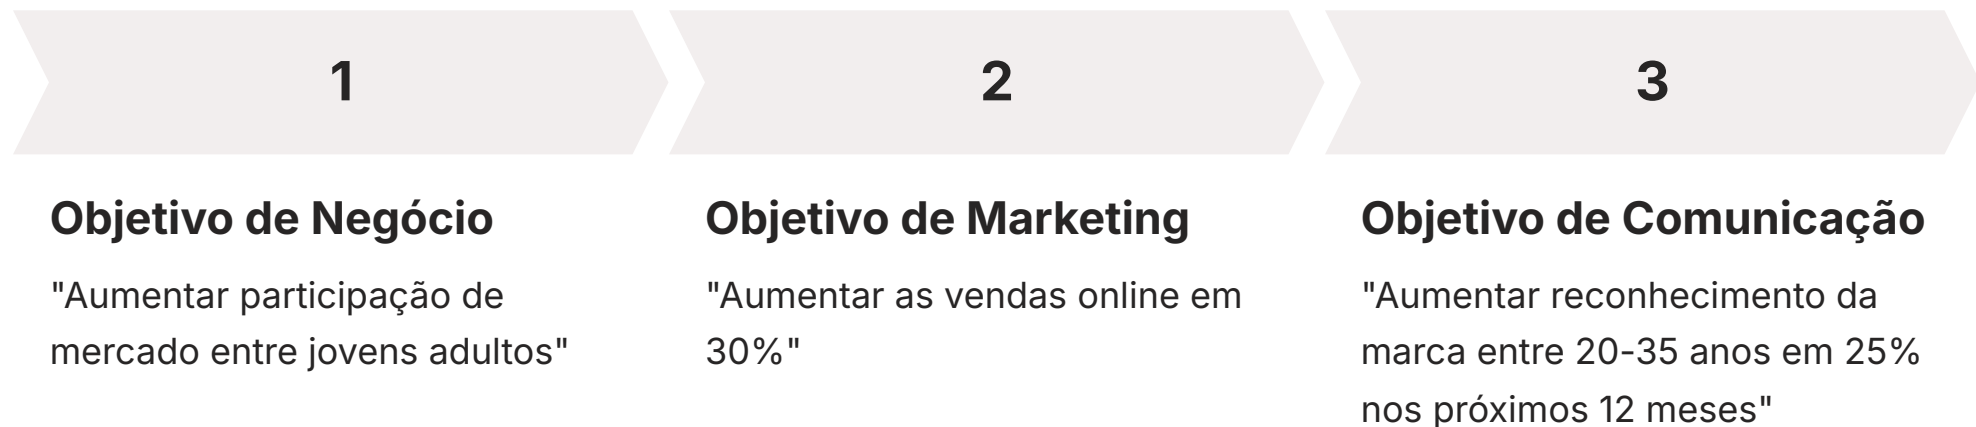 1
Objetivo de Negócio
"Aumentar participação de
mercado entre jovens adultos"
2
Objetivo de Marketing
"Aumentar as vendas online em
30%"
3
Objetivo de Comunicação
"Aumentar reconhecimento da
marca entre 20-35 anos em 25%
nos próximos 12 meses"